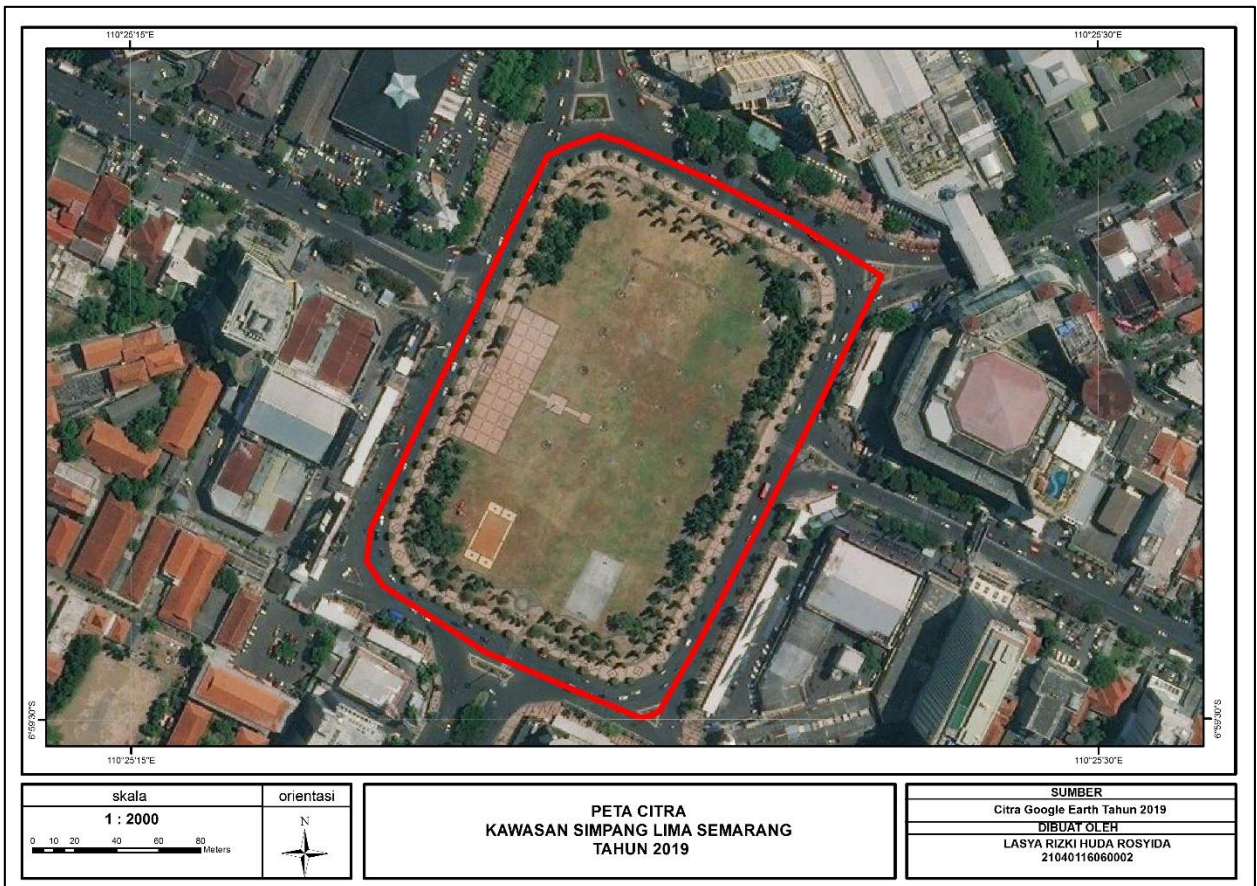 110°25'15"E
110°25'30"E
6°59'30"S
6°59'30"S
110°25'15"E
110°25'30"E
skala
1 : 2000
0 10 20 40 60 80
Meters
orientasi
N
PETA CITRA
KAWASAN SIMPANG LIMA SEMARANG
TAHUN 2019
SUMBER
Citra Google Earth Tahun 2019
DIBUAT OLEH
LASYA RIZKI HUDA ROSYIDA
21040116060002